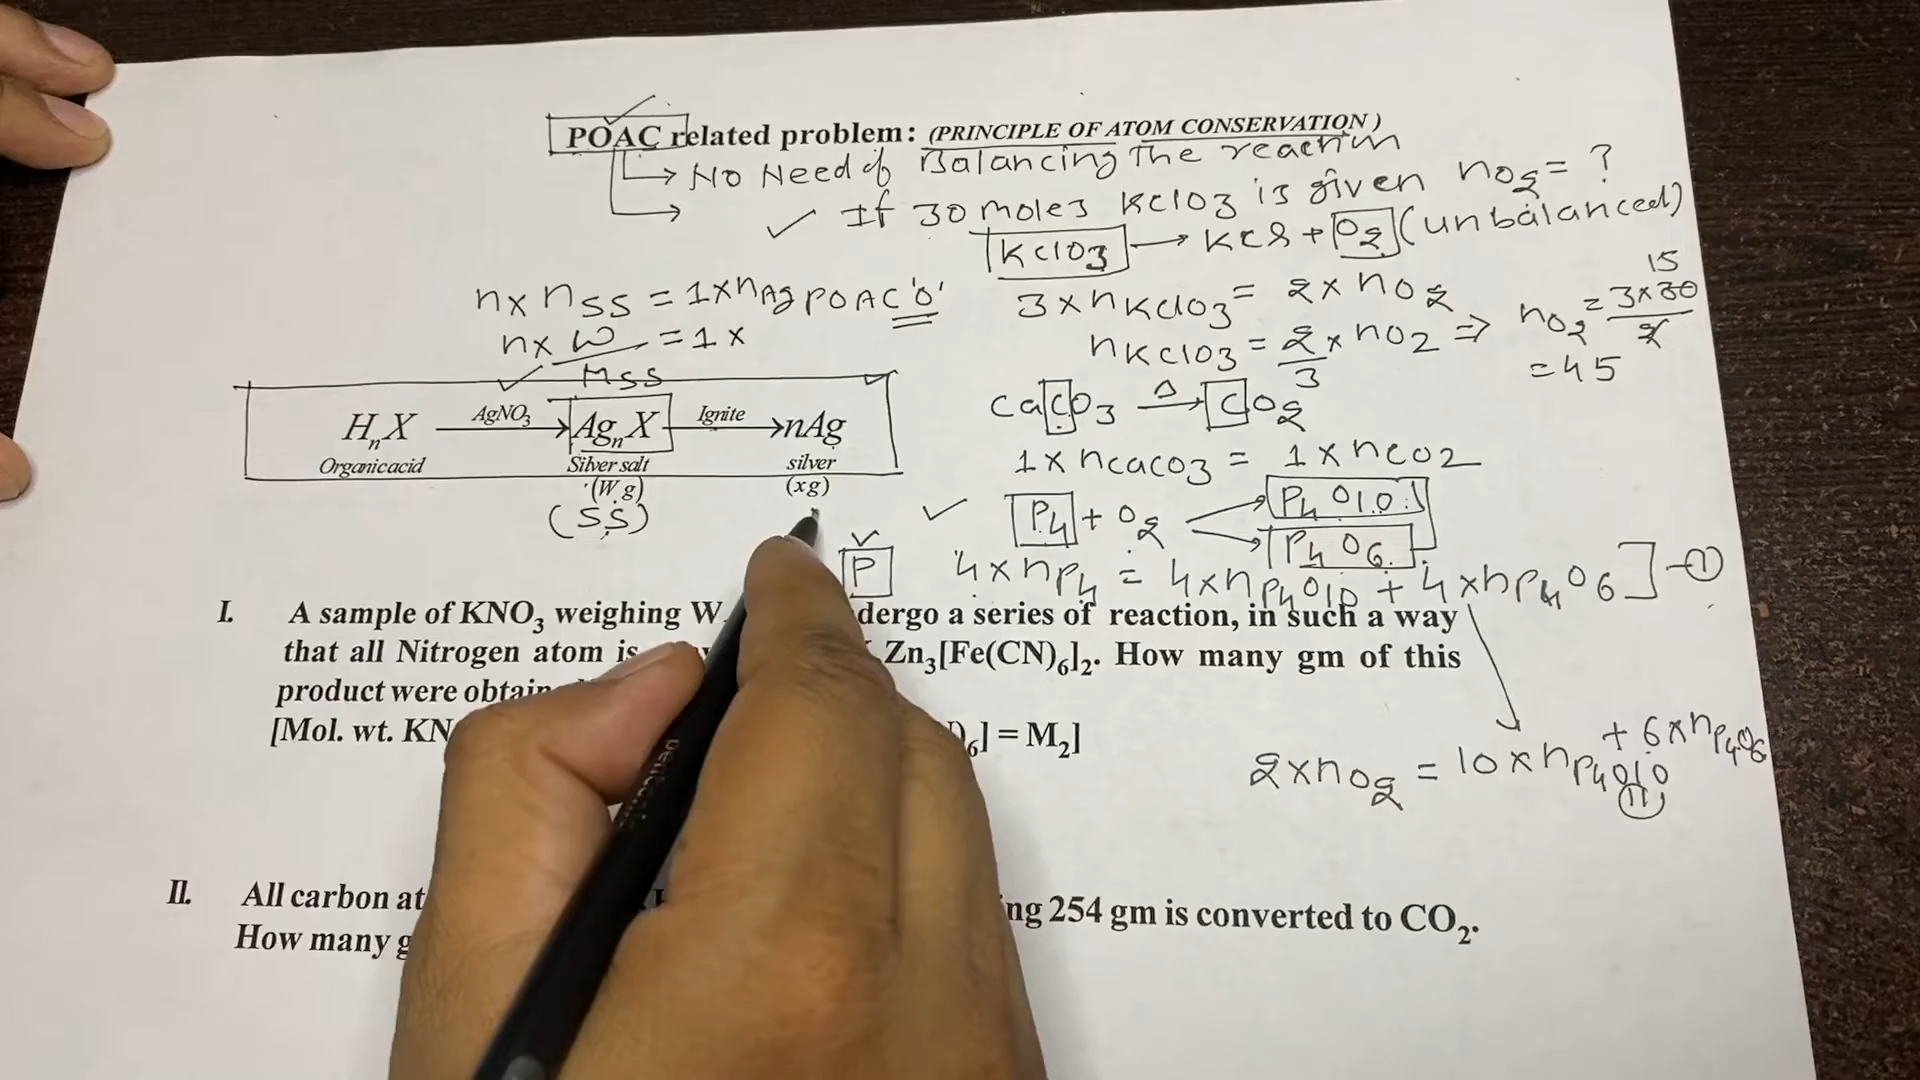 POAC related problem: (PRINCIPLE OF ATOM CONSERVATION)
→ No Need of Balancing The reaction
→ ✓ If 30 moles KClO3 is given nO2 = ?
KClO3 → KCl + O2 (unbalanced)
n × nSS = 1 × nAg
POAC 'O'
3 × nKClO3 = 2 × nO2
nO2 = 3 × 30 / 2
15
= 45
n × W / MSS = 1 ×
nKClO3 = 2/3 × nO2 ⇒
HnX —AgNO3→ AgnX —Ignite→ nAg
Organic acid Silver salt silver
(W g) (xg)
(SS)
CaCO3 —Δ→ CO2
1 × nCaCO3 = 1 × nCO2
✓ P4 + O2 → P4O10
→ P4O6
P 4 × nP4 = 4 × nP4O10 + 4 × nP4O6 ] – ①
I. A sample of KNO3 weighing W dergo a series of reaction, in such a way
that all Nitrogen atom is Zn3[Fe(CN)6]2. How many gm of this
product were
[Mol. wt. 6] = M2]
2 × nO2 = 10 × nP4O10 + 6 × nP4O6
(11)
II. All carbon ng 254 gm is converted to CO2.
How many